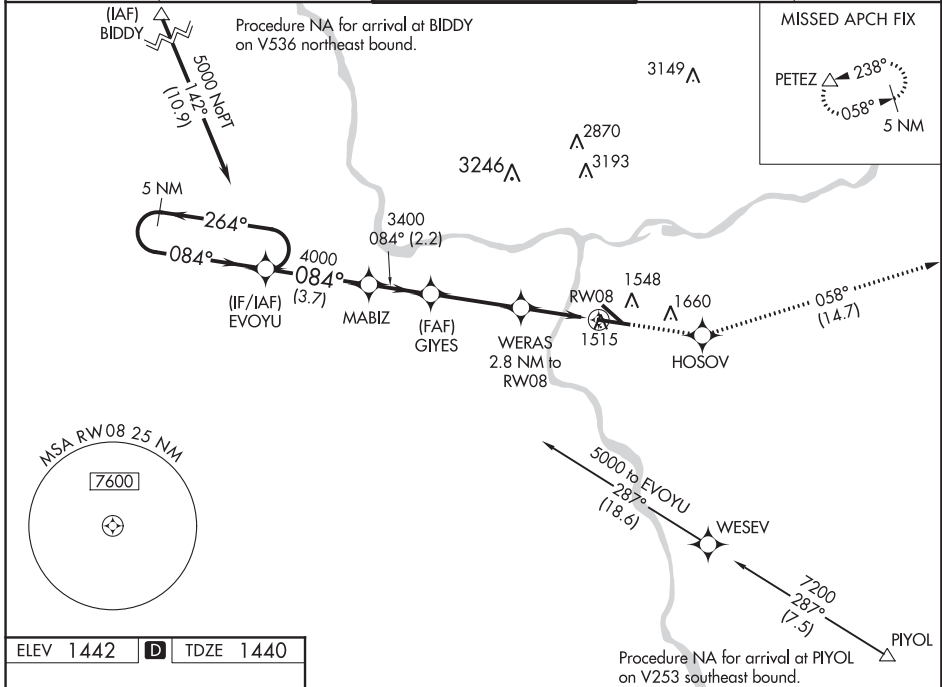 (IAF)
BIDDY
Procedure NA for arrival at BIDDY
on V536 northeast bound.
MISSED APCH FIX
PETEZ
238°
058°
5 NM
5000 NoPT
142°
(10.9)
3149
2870
3246
3193
5 NM
264°
084°
3400
084° (2.2)
4000
084°
(3.7)
(IF/IAF)
EVOYU
MABIZ
(FAF)
GIYES
WERAS
2.8 NM to
RW08
RW08
1515
1548
1660
HOSOV
058°
(14.7)
MSA RW08 25 NM
7600
5000 to EVOYU
287°
(18.6)
WESEV
7200
287°
(7.5)
PIYOL
Procedure NA for arrival at PIYOL
on V253 southeast bound.
ELEV 1442 D TDZE 1440